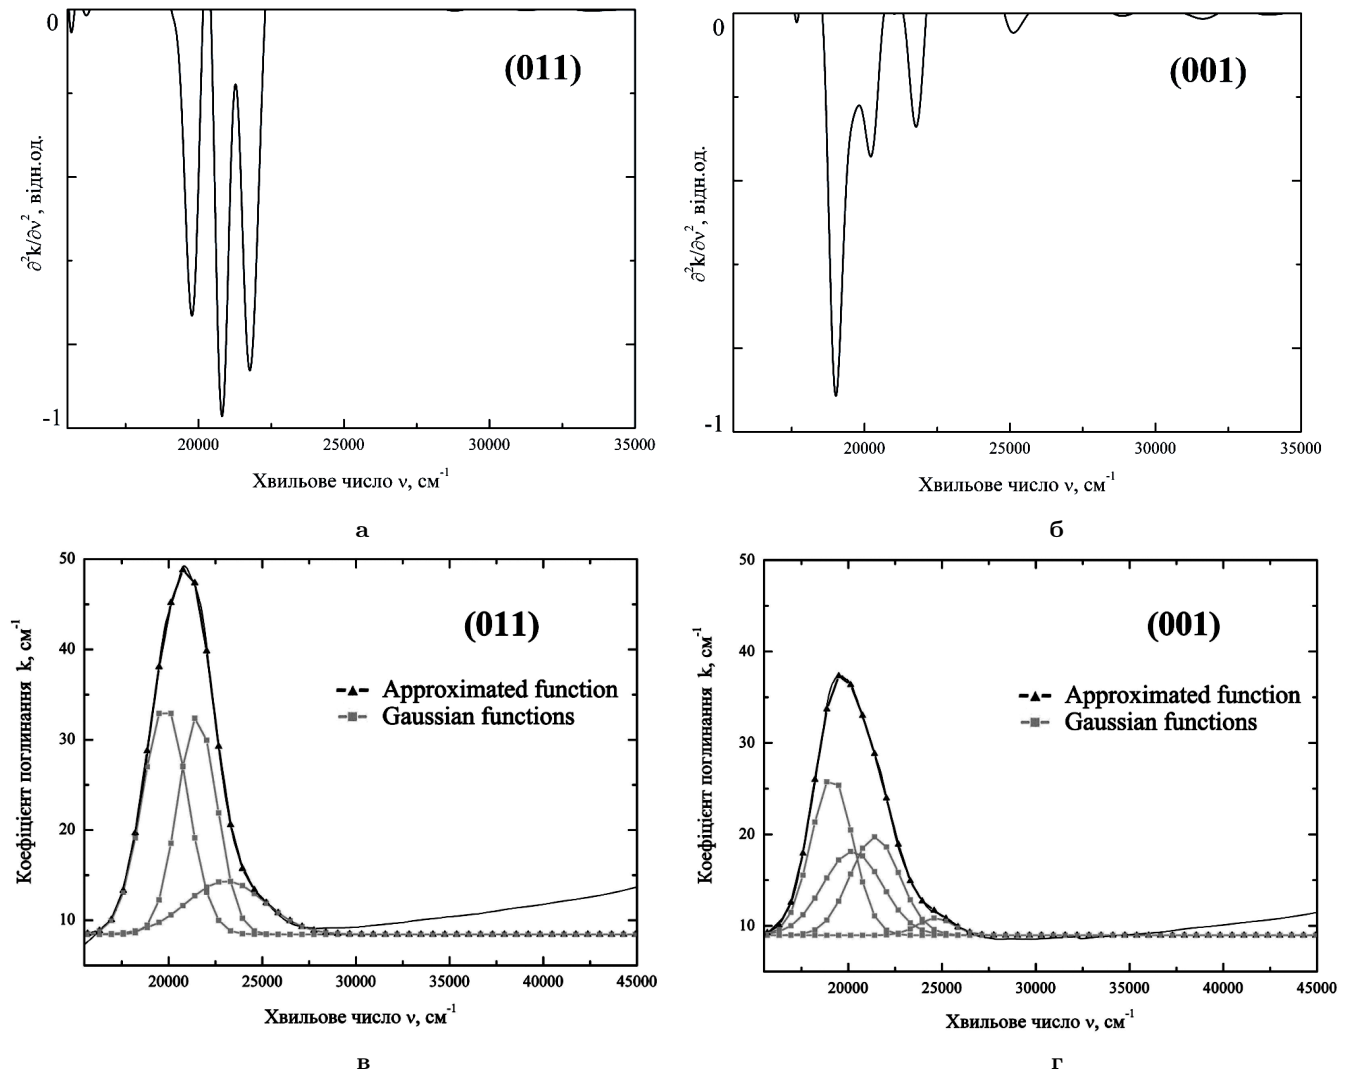 0
(011)
∂²k/∂ν², відн.од.
-1
20000 25000 30000 35000
Хвильове число ν, см⁻¹
а
0
(001)
∂²k/∂ν², відн.од.
-1
20000 25000 30000 35000
Хвильове число ν, см⁻¹
б
50
40
30
20
10
Коефіцієнт поглинання k, см⁻¹
(011)
Approximated function
Gaussian functions
20000 25000 30000 35000 40000 45000
Хвильове число ν, см⁻¹
в
50
40
30
20
10
Коефіцієнт поглинання k, см⁻¹
(001)
Approximated function
Gaussian functions
20000 25000 30000 35000 40000 45000
Хвильове число ν, см⁻¹
г